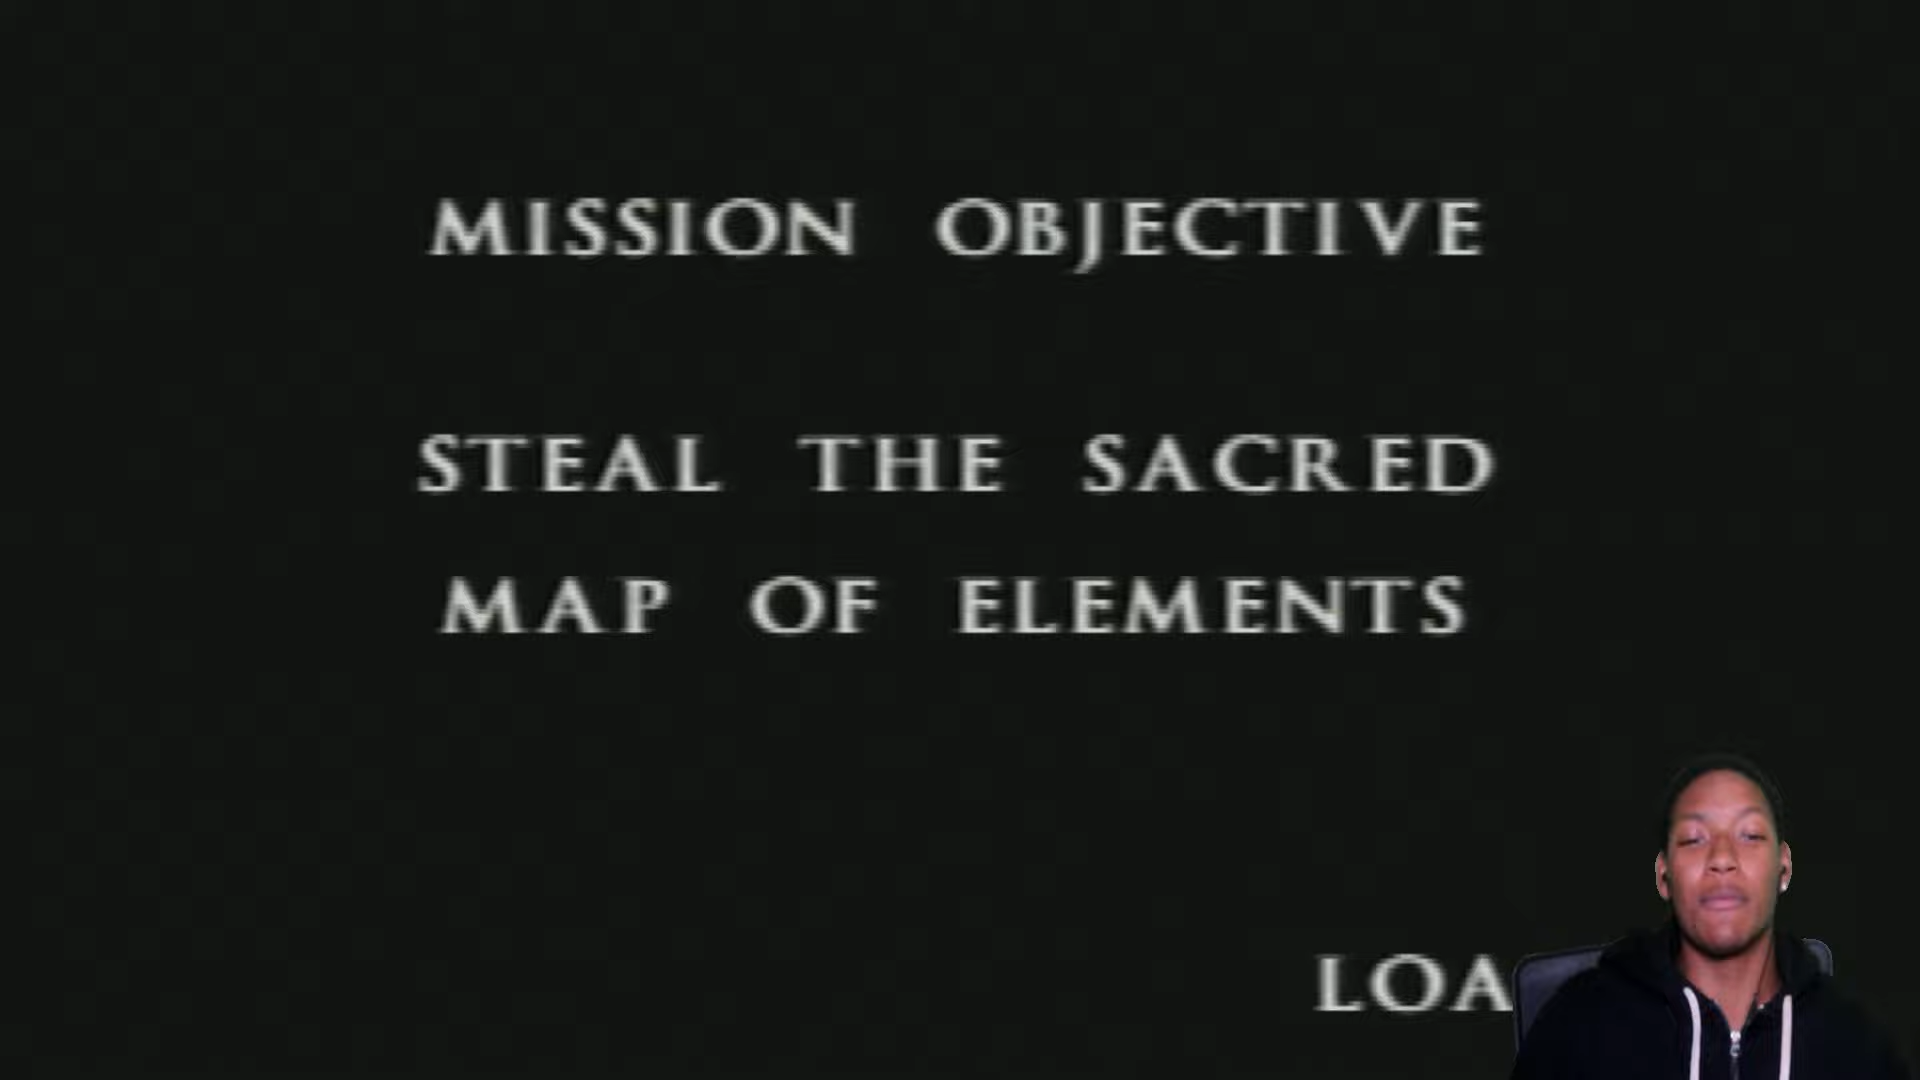 MISSION OBJECTIVE
STEAL THE SACRED
MAP OF ELEMENTS
LOA